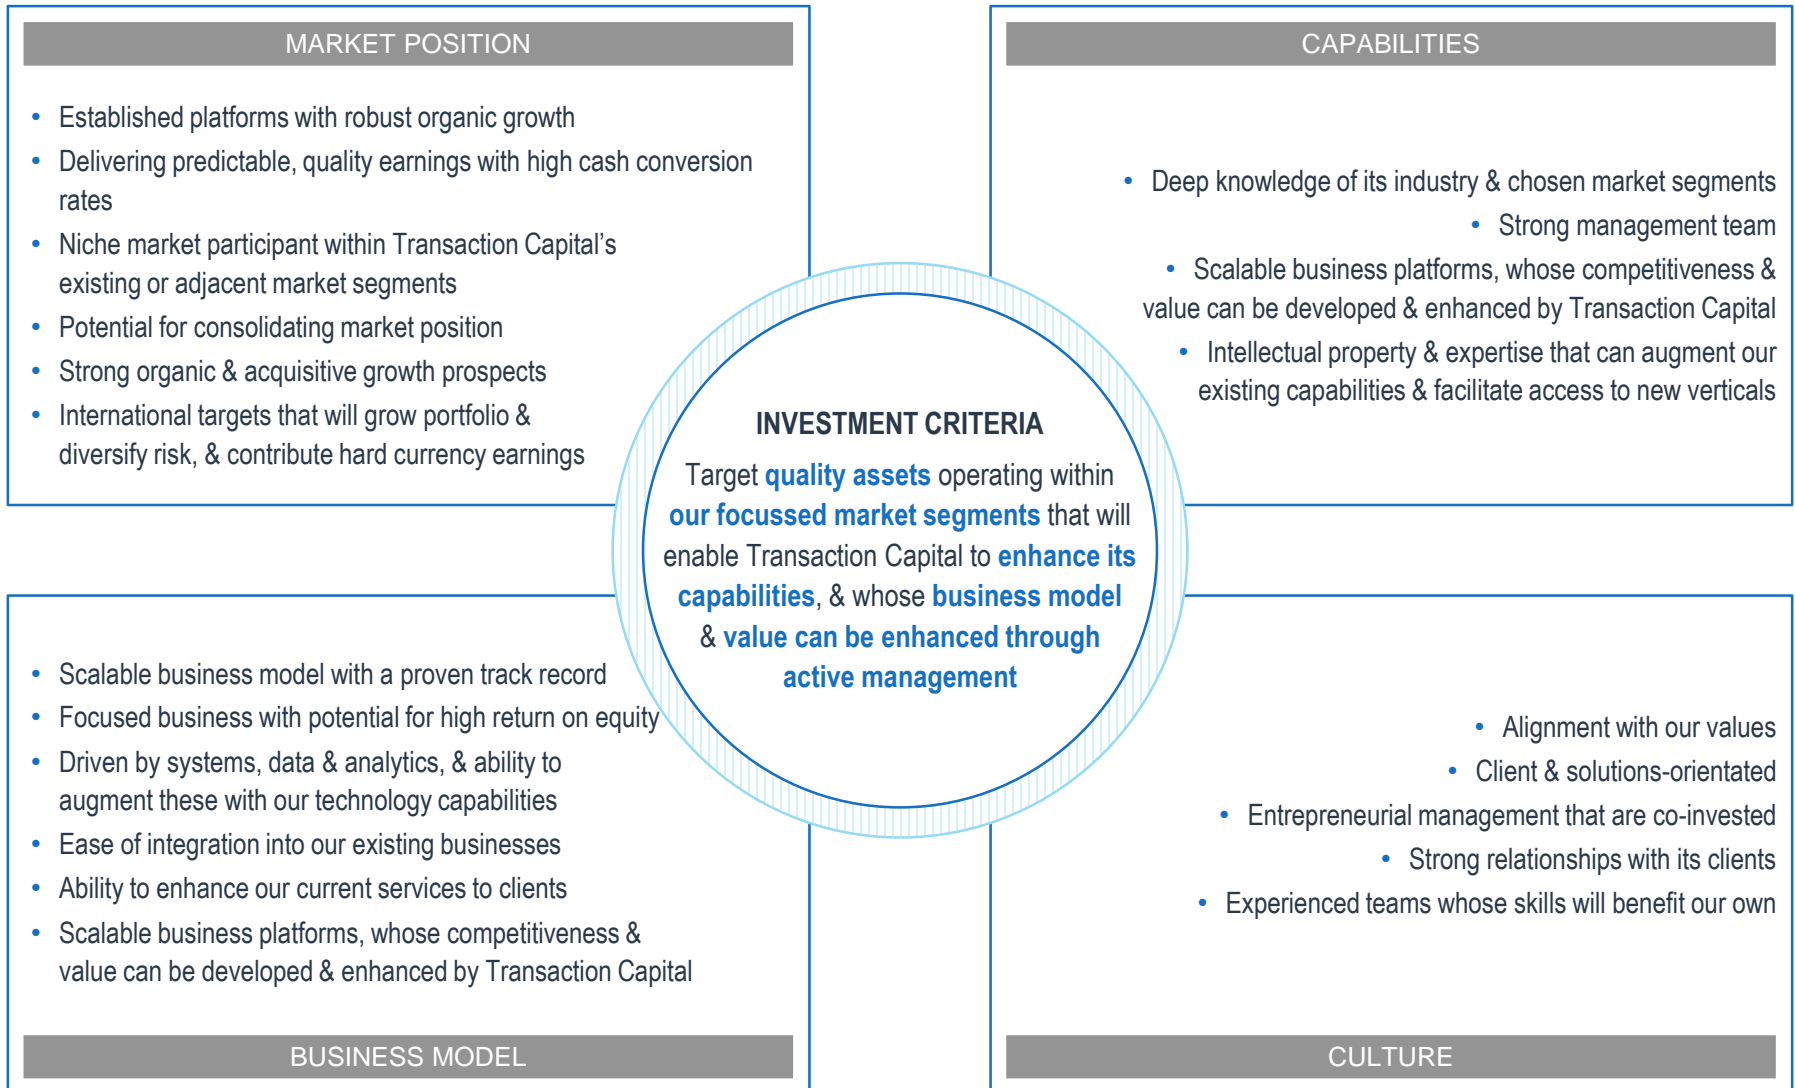 MARKET POSITION
• Established platforms with robust organic growth
• Delivering predictable, quality earnings with high cash conversion
rates
• Niche market participant within Transaction Capital's
existing or adjacent market segments
• Potential for consolidating market position
• Strong organic & acquisitive growth prospects
• International targets that will grow portfolio &
diversify risk, & contribute hard currency earnings
CAPABILITIES
• Deep knowledge of its industry & chosen market segments
• Strong management team
• Scalable business platforms, whose competitiveness &
value can be developed & enhanced by Transaction Capital
• Intellectual property & expertise that can augment our
existing capabilities & facilitate access to new verticals
INVESTMENT CRITERIA
Target quality assets operating within
our focussed market segments that will
enable Transaction Capital to enhance its
capabilities, & whose business model
& value can be enhanced through
active management
• Scalable business model with a proven track record
• Focused business with potential for high return on equity
• Driven by systems, data & analytics, & ability to
augment these with our technology capabilities
• Ease of integration into our existing businesses
• Ability to enhance our current services to clients
• Scalable business platforms, whose competitiveness &
value can be developed & enhanced by Transaction Capital
BUSINESS MODEL
• Alignment with our values
• Client & solutions-orientated
• Entrepreneurial management that are co-invested
• Strong relationships with its clients
• Experienced teams whose skills will benefit our own
CULTURE